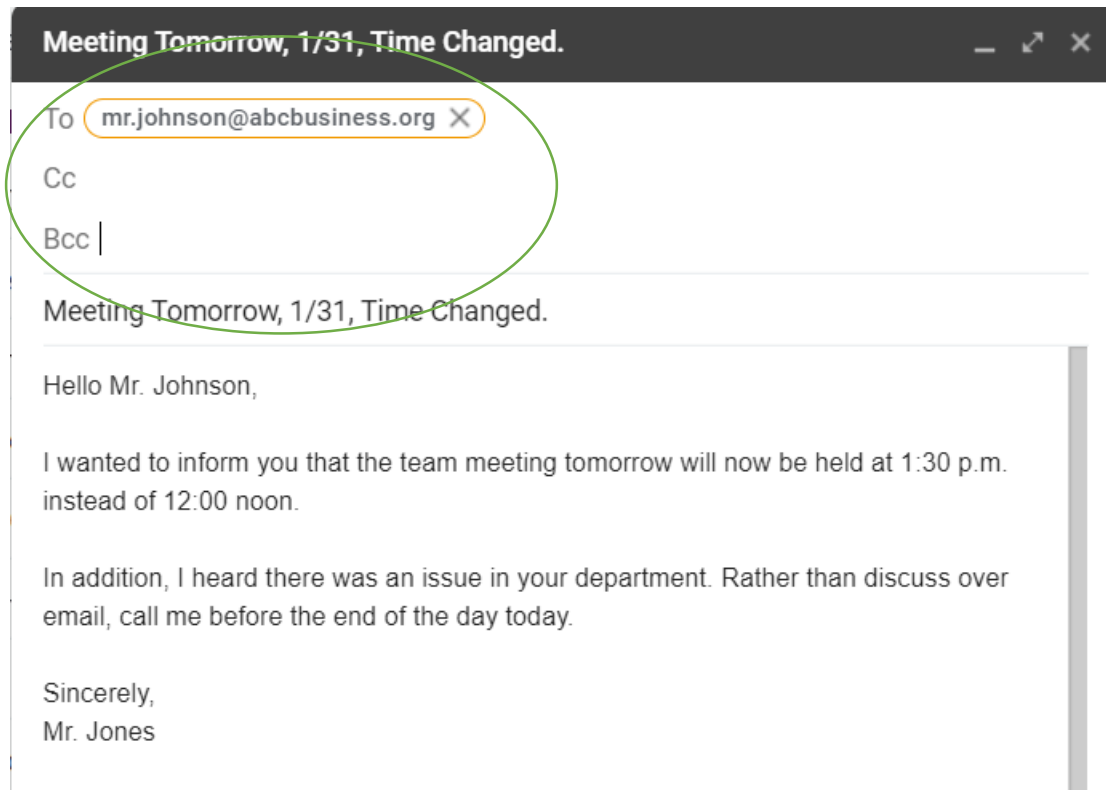 Meeting Tomorrow, 1/31, Time Changed.
To mr.johnson@abcbusiness.org
Cc
Bcc
Meeting Tomorrow, 1/31, Time Changed.
Hello Mr. Johnson,
I wanted to inform you that the team meeting tomorrow will now be held at 1:30 p.m.
instead of 12:00 noon.
In addition, I heard there was an issue in your department. Rather than discuss over
email, call me before the end of the day today.
Sincerely,
Mr. Jones